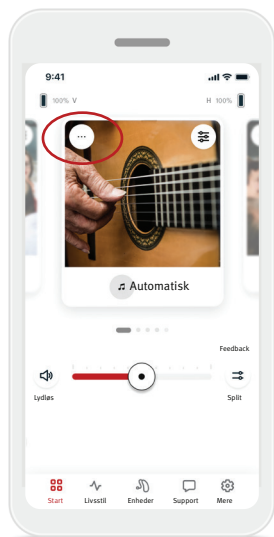 9:41
100% V
H 100%
Automatisk
Feedback
Lydløs
Split
Start
Livsstil
Enheder
Support
Mere